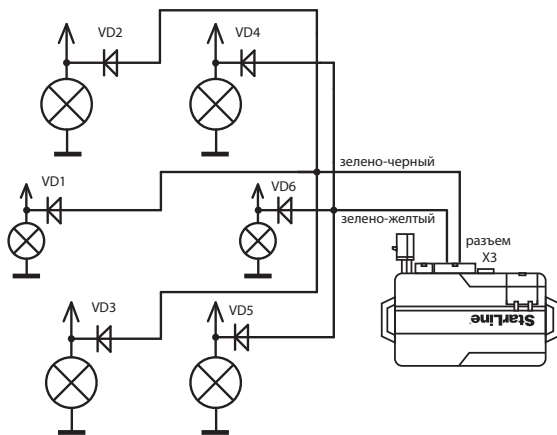 VD2
VD4
зелено-черный
VD1
VD6
зелено-желтый
разъем
X3
VD3
VD5
StarLine